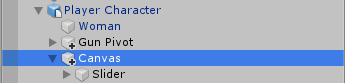 Player Character
Woman
Gun Pivot
Canvas
Slider